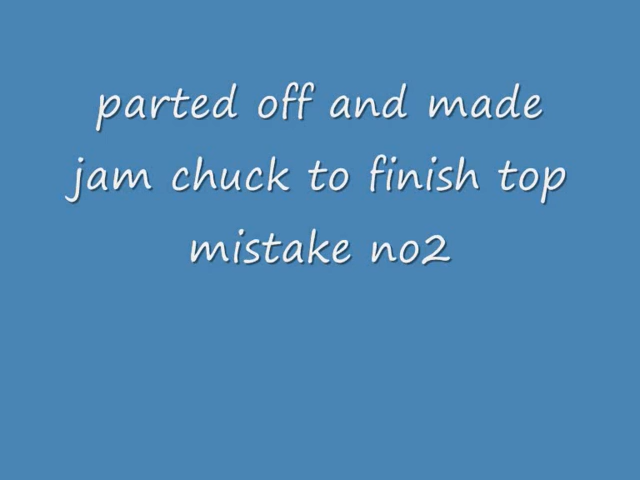 parted off and made
jam chuck to finish top
mistake no2